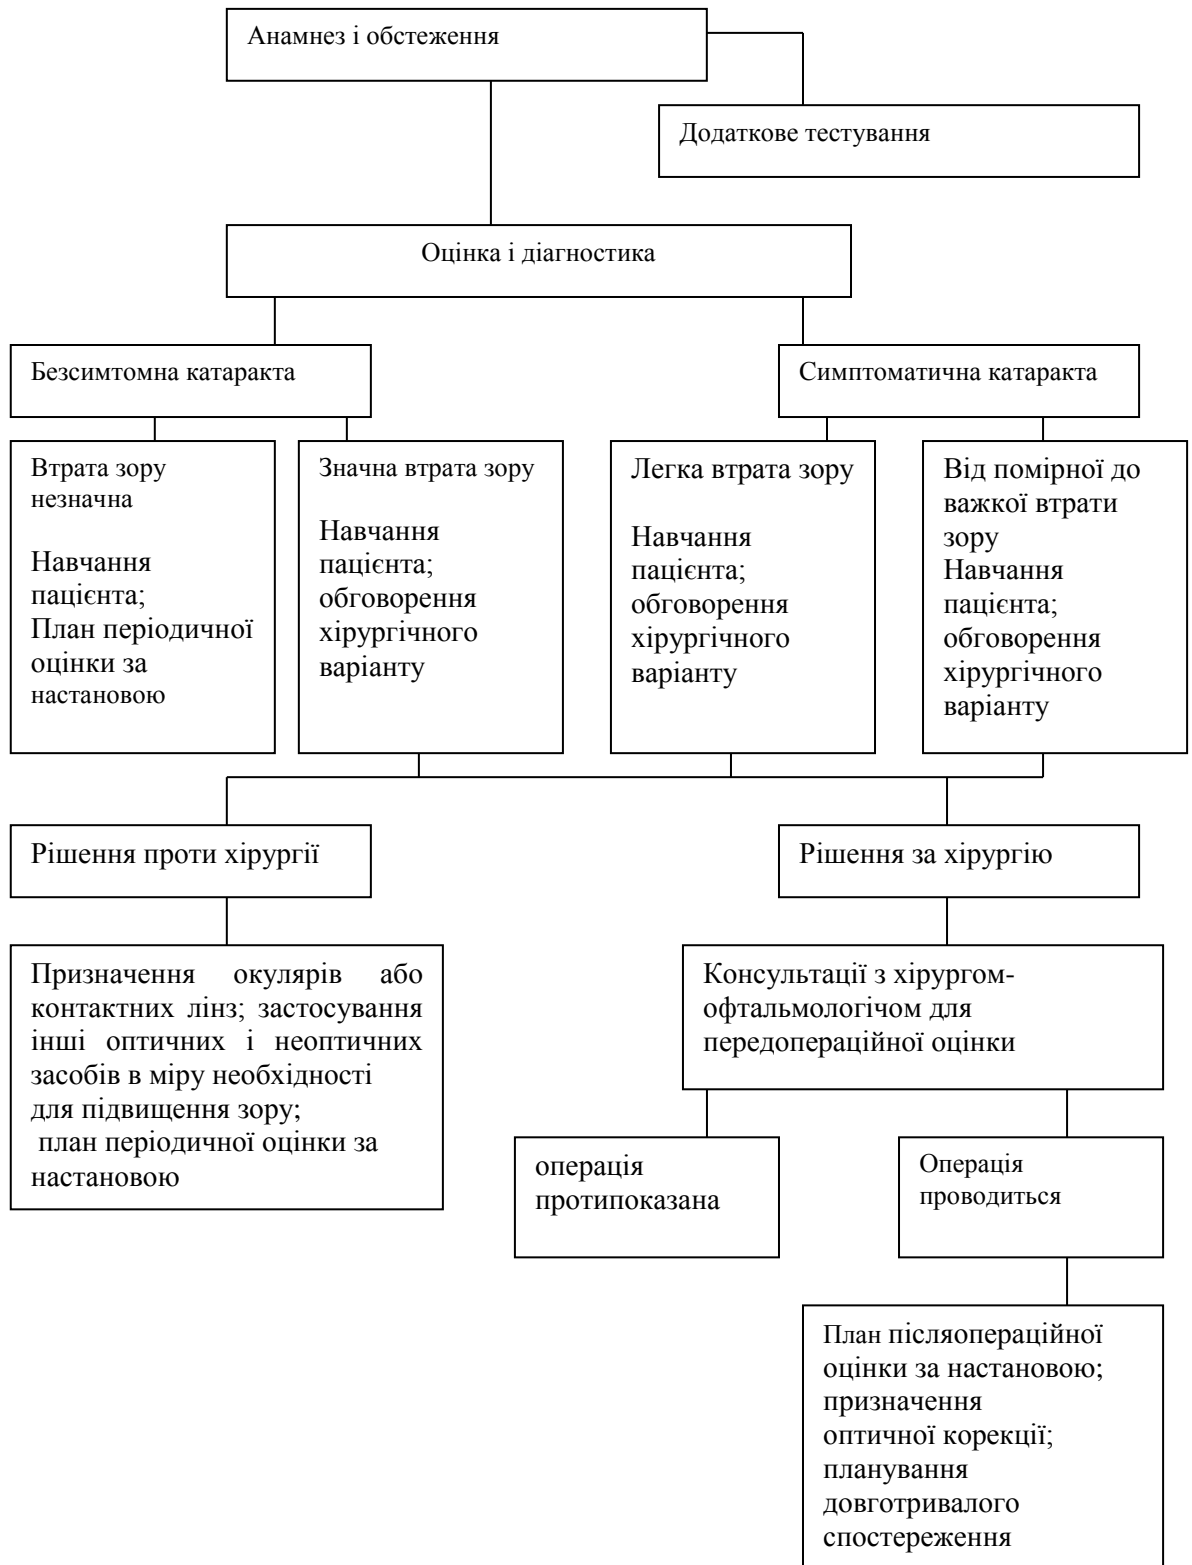 Анамнез і обстеження
Додаткове тестування
Оцінка і діагностика
Безсимтомна катаракта
Симптоматична катаракта
Втрата зору
незначна
Навчання
пацієнта;
План періодичної
оцінки за
настановою
Значна втрата зору
Навчання
пацієнта;
обговорення
хірургічного
варіанту
Легка втрата зору
Навчання
пацієнта;
обговорення
хірургічного
варіанту
Від помірної до
важкої втрати
зору
Навчання
пацієнта;
обговорення
хірургічного
варіанту
Рішення проти хірургії
Рішення за хірургію
Призначення окулярів або
контактних лінз; застосування
інші оптичних і неоптичних
засобів в міру необхідності
для підвищення зору;
план періодичної оцінки за
настановою
Консультації з хірургом-
офтальмологічом для
передопераційної оцінки
операція
протипоказана
Операція
проводиться
План післяопераційної
оцінки за настановою;
призначення
оптичної корекції;
планування
довготривалого
спостереження